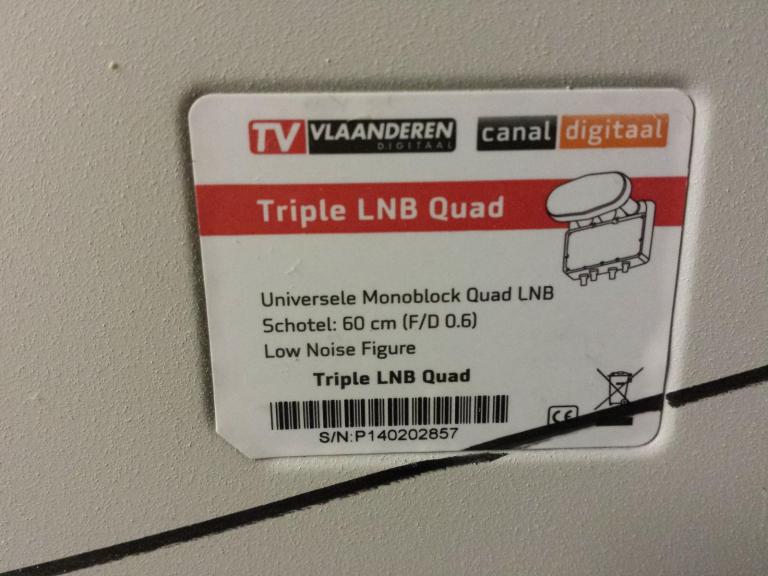 TV VLAANDEREN DIGITAAL canal digitaal
Triple LNB Quad
Universele Monoblock Quad LNB
Schotel: 60 cm (F/D 0.6)
Low Noise Figure
Triple LNB Quad
CE
S/N:P140202857